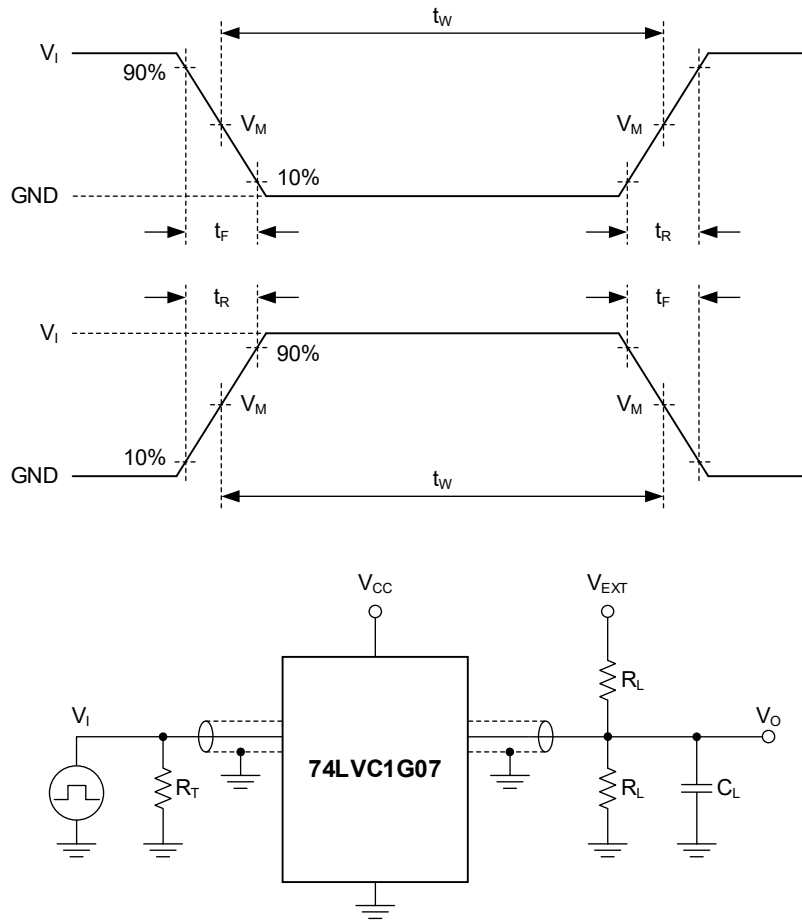 t_W
V_I
90%
V_M
V_M
10%
GND
t_F
t_R
t_R
t_F
V_I
90%
V_M
V_M
10%
GND
t_W
V_CC
V_EXT
R_L
V_I
V_O
74LVC1G07
R_T
R_L
C_L